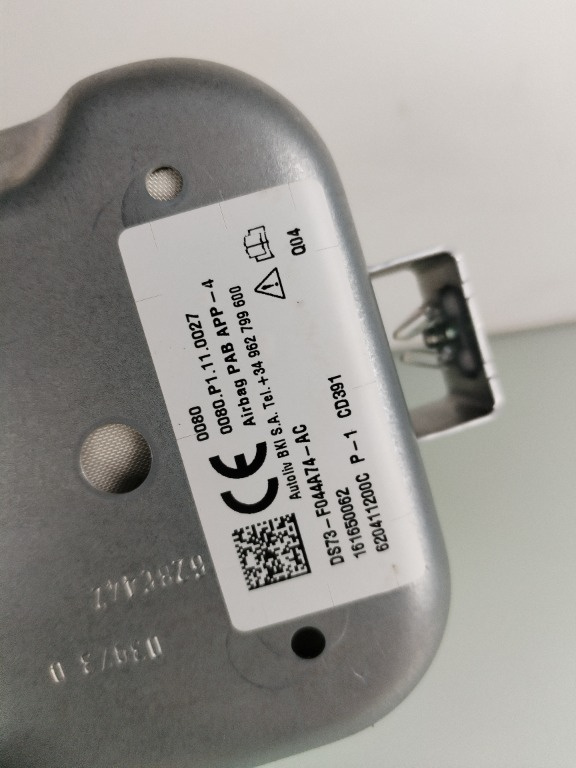 0080
0080.P1.11.0027
Airbag PAB APP-4
CE
Autoliv BKI S.A. Tel.+34 962 799 600
Q04
DS73-F044A74-AC
161650062
620411200C P-1 CD391